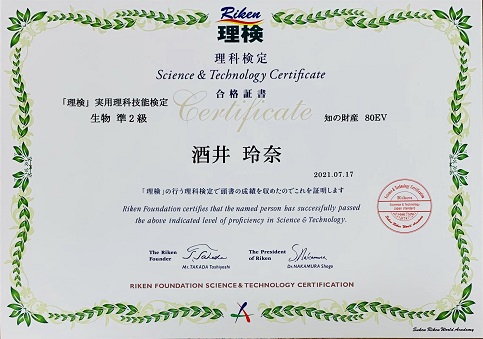 Riken
理検
理科検定
Science & Technology Certificate
合格証書
Certificate
「理検」実用理科技能検定
生物 準２級
知の財産 80EV
酒井 玲奈
2021.07.17
「理検」の行う理科検定で頭書の成績を収めたのでこれを証明します
Riken Foundation certifies that the named person has successfully passed
the above indicated level of proficiency in Science & Technology.
The Riken
Founder
Mr.TAKADA Toshiyuki
The President
of Riken
Dr.NAKAMURA Shogo
RIKEN FOUNDATION SCIENCE & TECHNOLOGY CERTIFICATION
Suken Riken World Academy